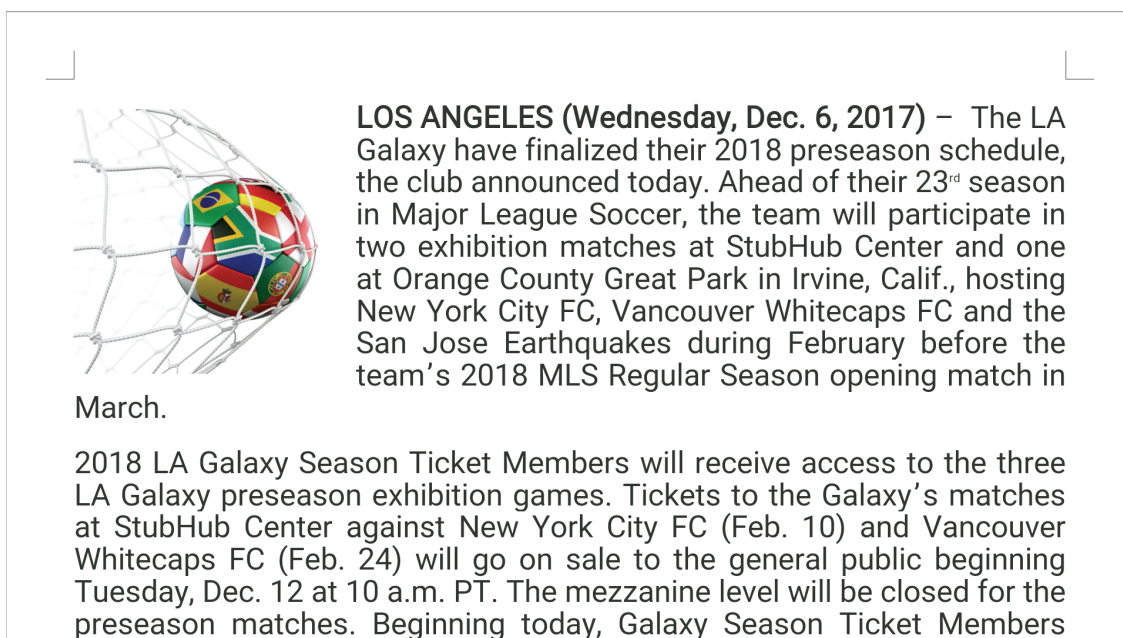 LOS ANGELES (Wednesday, Dec. 6, 2017) – The LA
Galaxy have finalized their 2018 preseason schedule,
the club announced today. Ahead of their 23rd season
in Major League Soccer, the team will participate in
two exhibition matches at StubHub Center and one
at Orange County Great Park in Irvine, Calif., hosting
New York City FC, Vancouver Whitecaps FC and the
San Jose Earthquakes during February before the
team’s 2018 MLS Regular Season opening match in
March.
2018 LA Galaxy Season Ticket Members will receive access to the three
LA Galaxy preseason exhibition games. Tickets to the Galaxy’s matches
at StubHub Center against New York City FC (Feb. 10) and Vancouver
Whitecaps FC (Feb. 24) will go on sale to the general public beginning
Tuesday, Dec. 12 at 10 a.m. PT. The mezzanine level will be closed for the
preseason matches. Beginning today, Galaxy Season Ticket Members